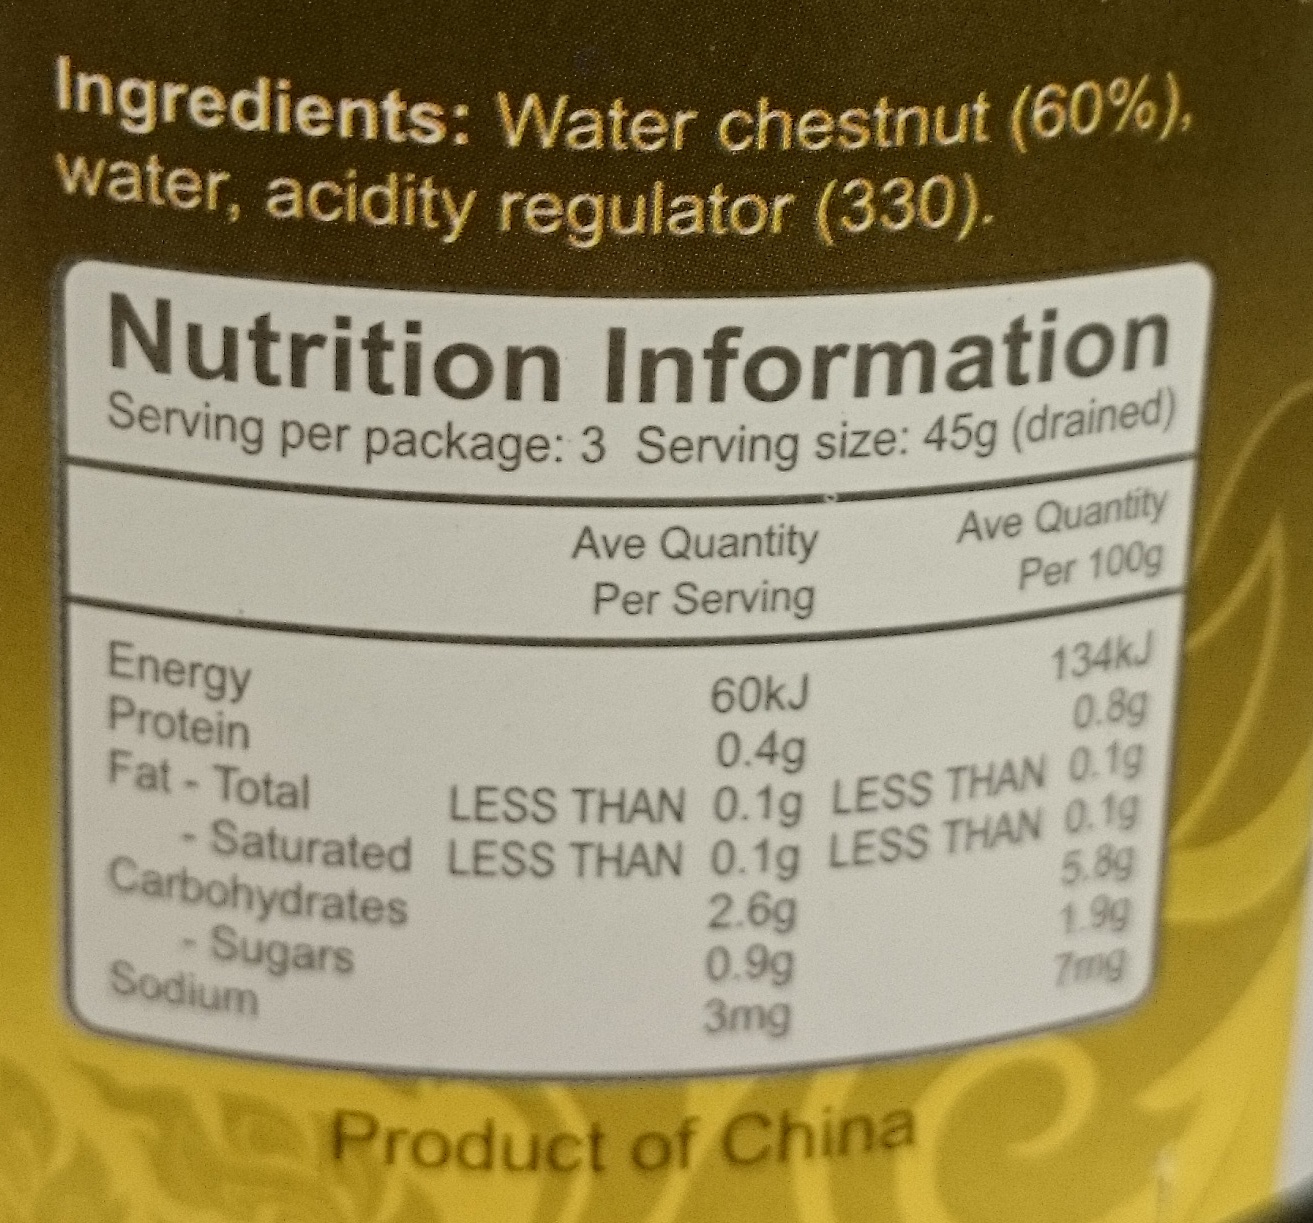 Ingredients: Water chestnut (60%),
water, acidity regulator (330).
Nutrition Information
Serving per package: 3 Serving size: 45g (drained)
Ave Quantity Ave Quantity
Per Serving Per 100g
Energy 60kJ 134kJ
Protein 0.4g 0.8g
Fat - Total LESS THAN 0.1g LESS THAN 0.1g
- Saturated LESS THAN 0.1g LESS THAN 0.1g
Carbohydrates 2.6g 5.8g
- Sugars 0.9g 1.9g
Sodium 3mg 7mg
Product of China